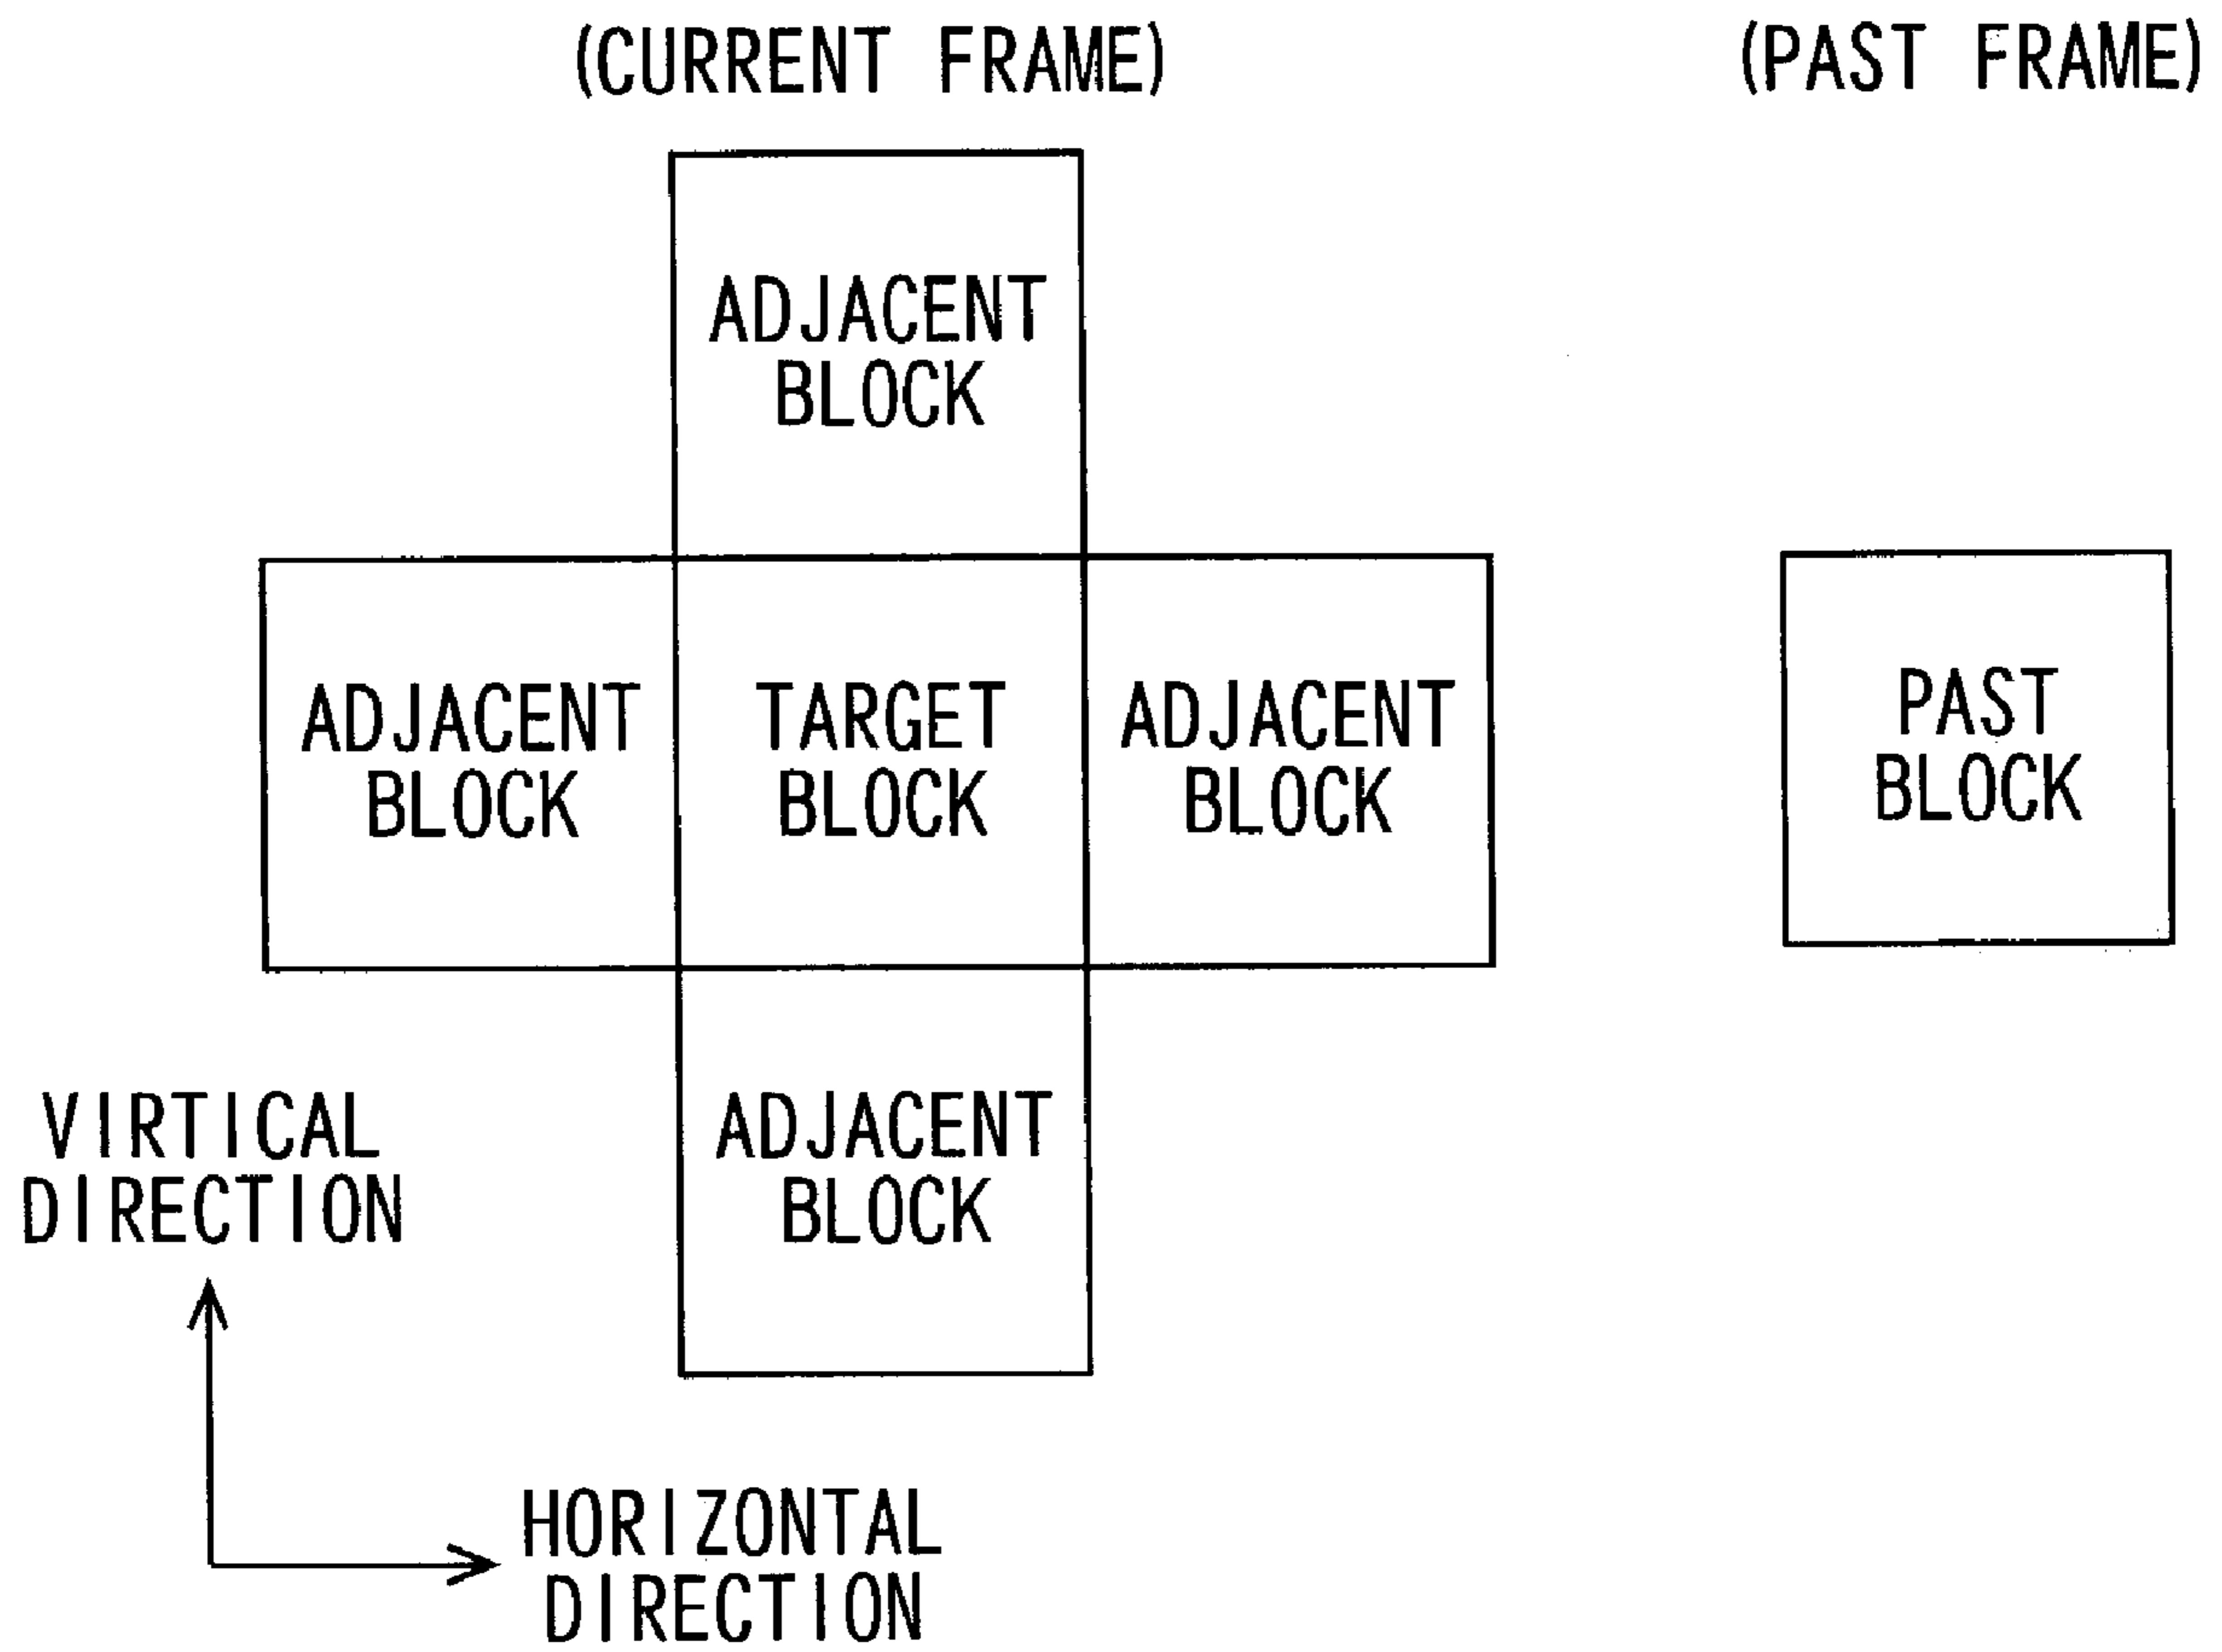 (CURRENT FRAME)
(PAST FRAME)
ADJACENT
BLOCK
ADJACENT
BLOCK
TARGET
BLOCK
ADJACENT
BLOCK
PAST
BLOCK
ADJACENT
BLOCK
VIRTICAL
DIRECTION
HORIZONTAL
DIRECTION